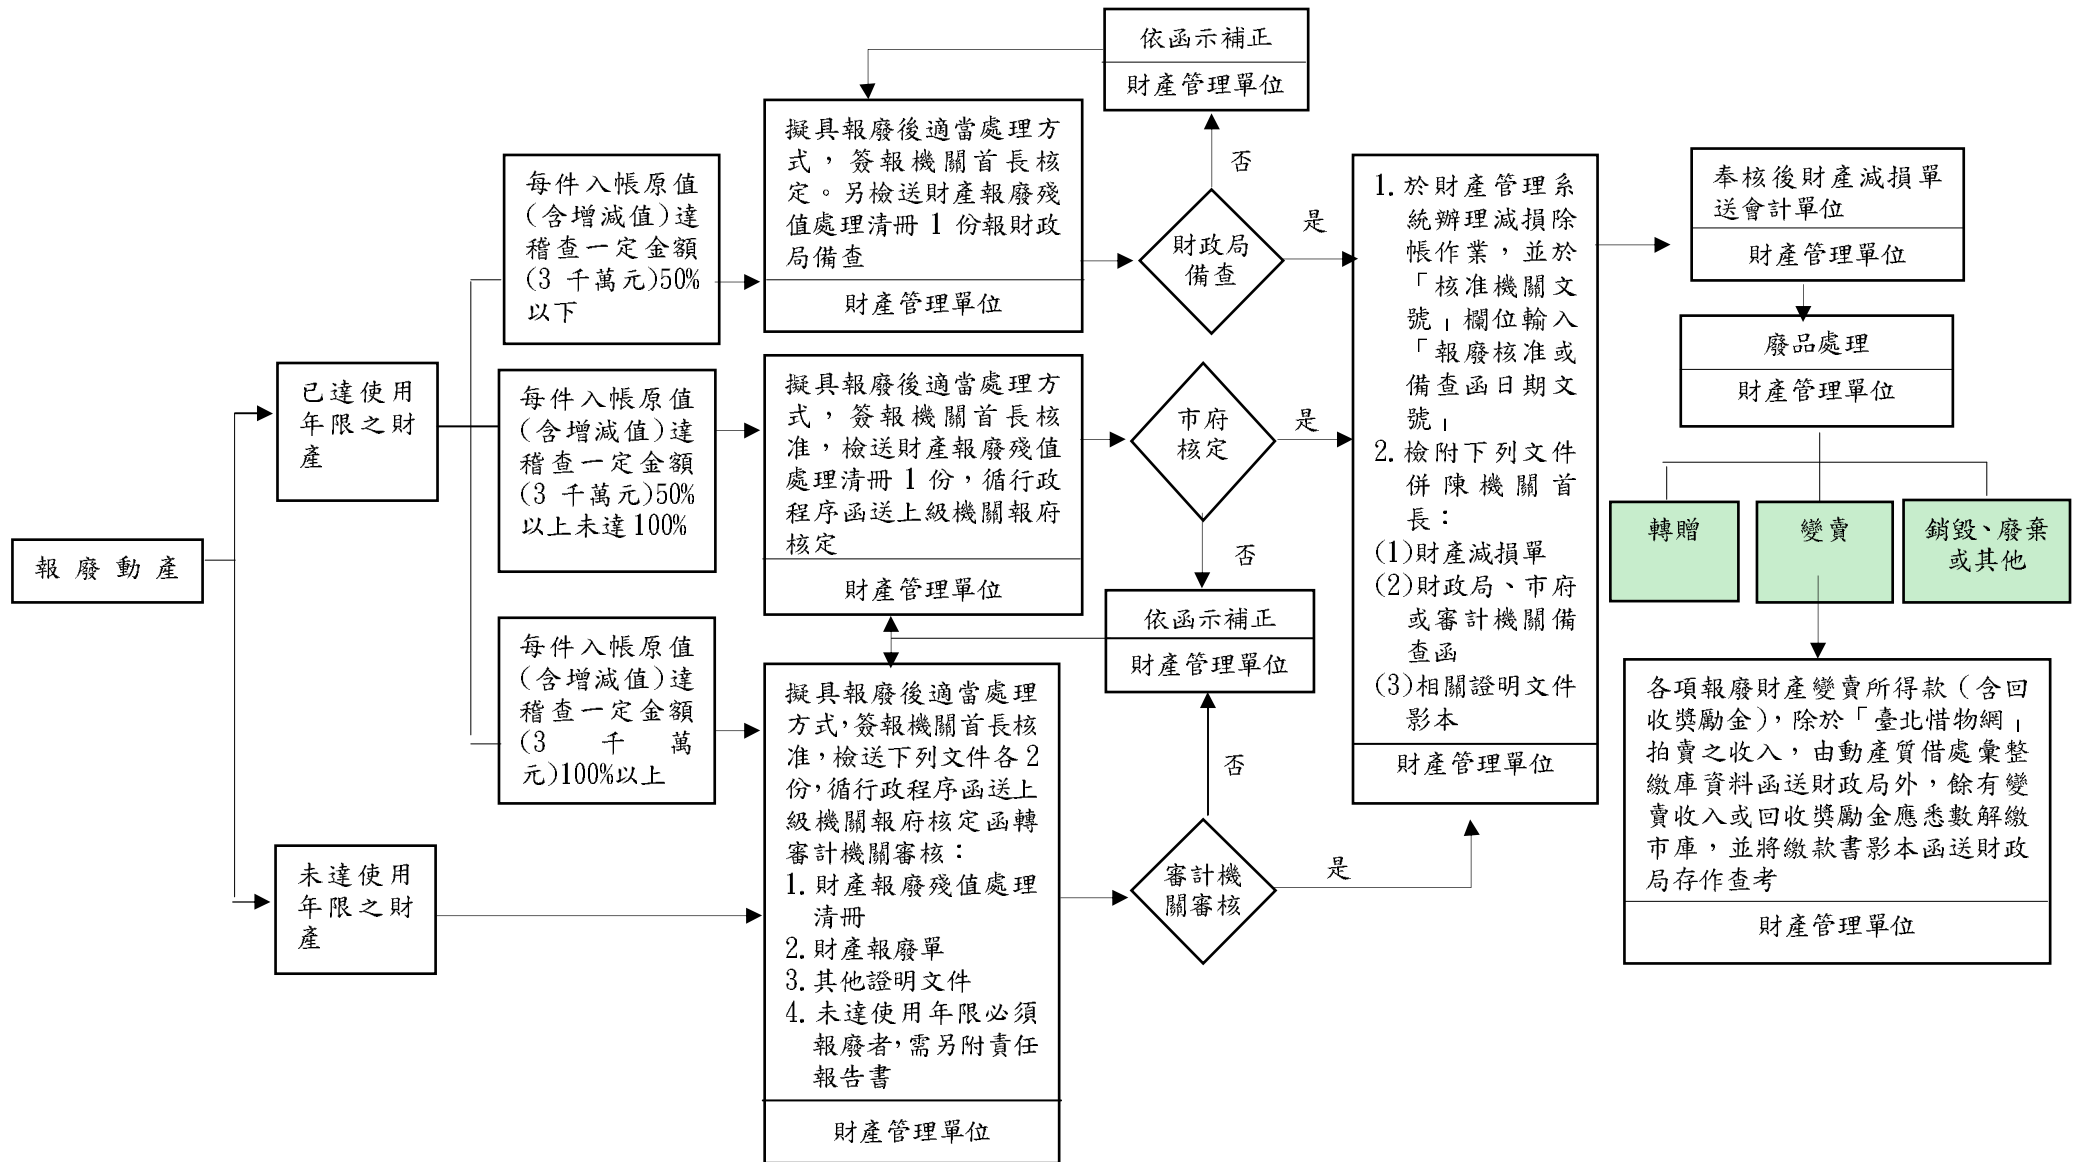 報廢動產
已達使用
年限之財
產
未達使用
年限之財
產
每件入帳原值
(含增減值)達
稽查一定金額
(3 千萬元)50%
以下
每件入帳原值
(含增減值)達
稽查一定金額
(3 千萬元)50%
以上未達100%
每件入帳原值
(含增減值)達
稽查一定金額
(3 千萬
元)100%以上
擬具報廢後適當處理方
式，簽報機關首長核
定。另檢送財產報廢殘
值處理清冊 1 份報財政
局備查
財產管理單位
擬具報廢後適當處理方
式，簽報機關首長核
准，檢送財產報廢殘值
處理清冊 1 份，循行政
程序函送上級機關報府
核定
財產管理單位
擬具報廢後適當處理
方式，簽報機關首長核
准，檢送下列文件各 2
份，循行政程序函送上
級機關報府核定函轉
審計機關審核：
1. 財產報廢殘值處理
清冊
2. 財產報廢單
3. 其他證明文件
4. 未達使用年限必須
報廢者，需另附責任
報告書
財產管理單位
依函示補正
財產管理單位
否
財政局
備查
是
市府
核定
是
否
依函示補正
財產管理單位
否
審計機
關審核
是
1. 於財產管理系
統辦理減損除
帳作業，並於
「核准機關文
號」欄位輸入
「報廢核准或
備查函日期文
號」
2. 檢附下列文件
併陳機關首
長：
(1)財產減損單
(2)財政局、市府
或審計機關備
查函
(3)相關證明文件
影本
財產管理單位
奉核後財產減損單
送會計單位
財產管理單位
廢品處理
財產管理單位
轉贈
變賣
銷毀、廢棄
或其他
各項報廢財產變賣所得款（含回
收獎勵金），除於「臺北惜物網」
拍賣之收入，由動產質借處彙整
繳庫資料函送財政局外，餘有變
賣收入或回收獎勵金應悉數解繳
市庫，並將繳款書影本函送財政
局存作查考
財產管理單位